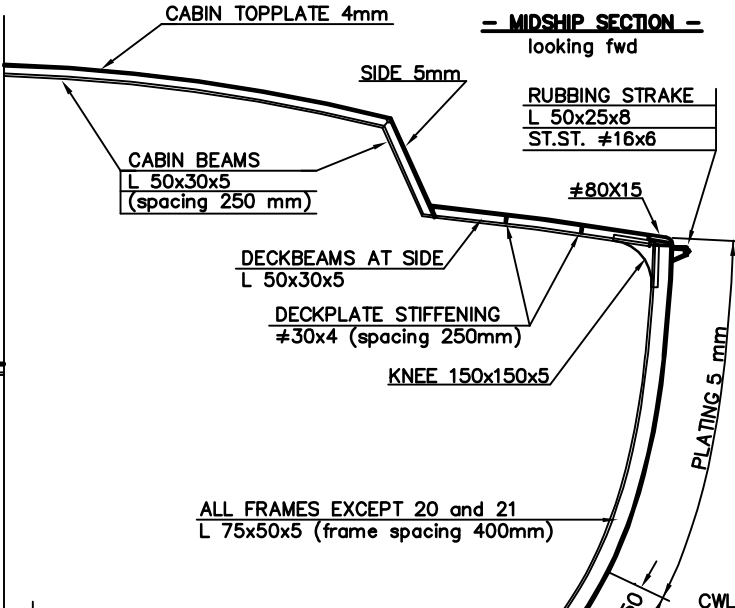 CABIN TOPPLATE 4mm
- MIDSHIP SECTION -
looking fwd
SIDE 5mm
RUBBING STRAKE
L 50x25x8
ST.ST. ≠16x6
CABIN BEAMS
L 50x30x5
(spacing 250 mm)
≠80X15
DECKBEAMS AT SIDE
L 50x30x5
DECKPLATE STIFFENING
≠30x4 (spacing 250mm)
KNEE 150x150x5
PLATING 5 mm
ALL FRAMES EXCEPT 20 and 21
L 75x50x5 (frame spacing 400mm)
CWL